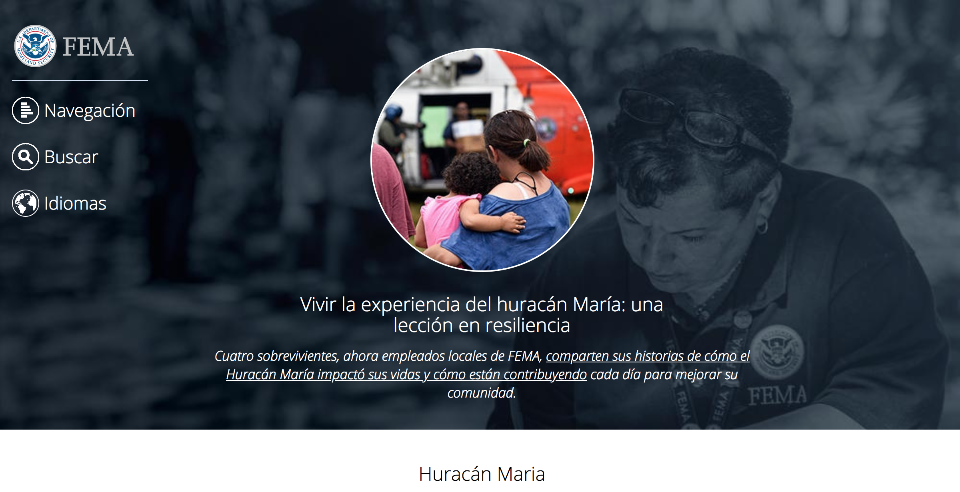 FEMA
Navegación
Buscar
Idiomas
Vivir la experiencia del huracán María: una
lección en resiliencia
Cuatro sobrevivientes, ahora empleados locales de FEMA, comparten sus historias de cómo el
Huracán María impactó sus vidas y cómo están contribuyendo cada día para mejorar su
comunidad.
FEMA
FEMA
FEMA
Huracán Maria